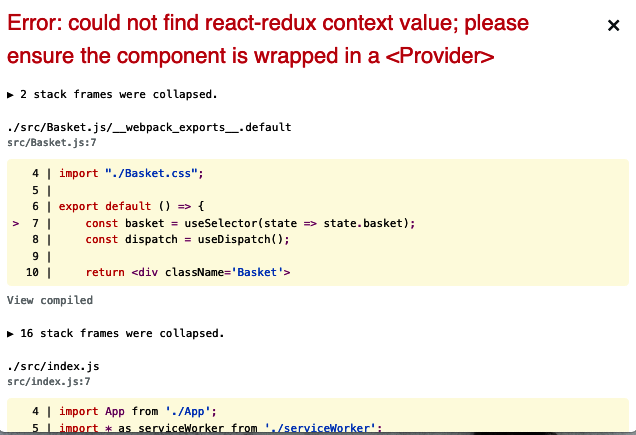 Error: could not find react-redux context value; please
ensure the component is wrapped in a <Provider>
×
▶ 2 stack frames were collapsed.
./src/Basket.js/__webpack_exports__.default
src/Basket.js:7
4 | import "./Basket.css";
5 |
6 | export default () => {
> 7 | const basket = useSelector(state => state.basket);
8 | const dispatch = useDispatch();
9 |
10 | return <div className='Basket'>
View compiled
▶ 16 stack frames were collapsed.
./src/index.js
src/index.js:7
4 | import App from './App';
5 | import * as serviceWorker from './serviceWorker';